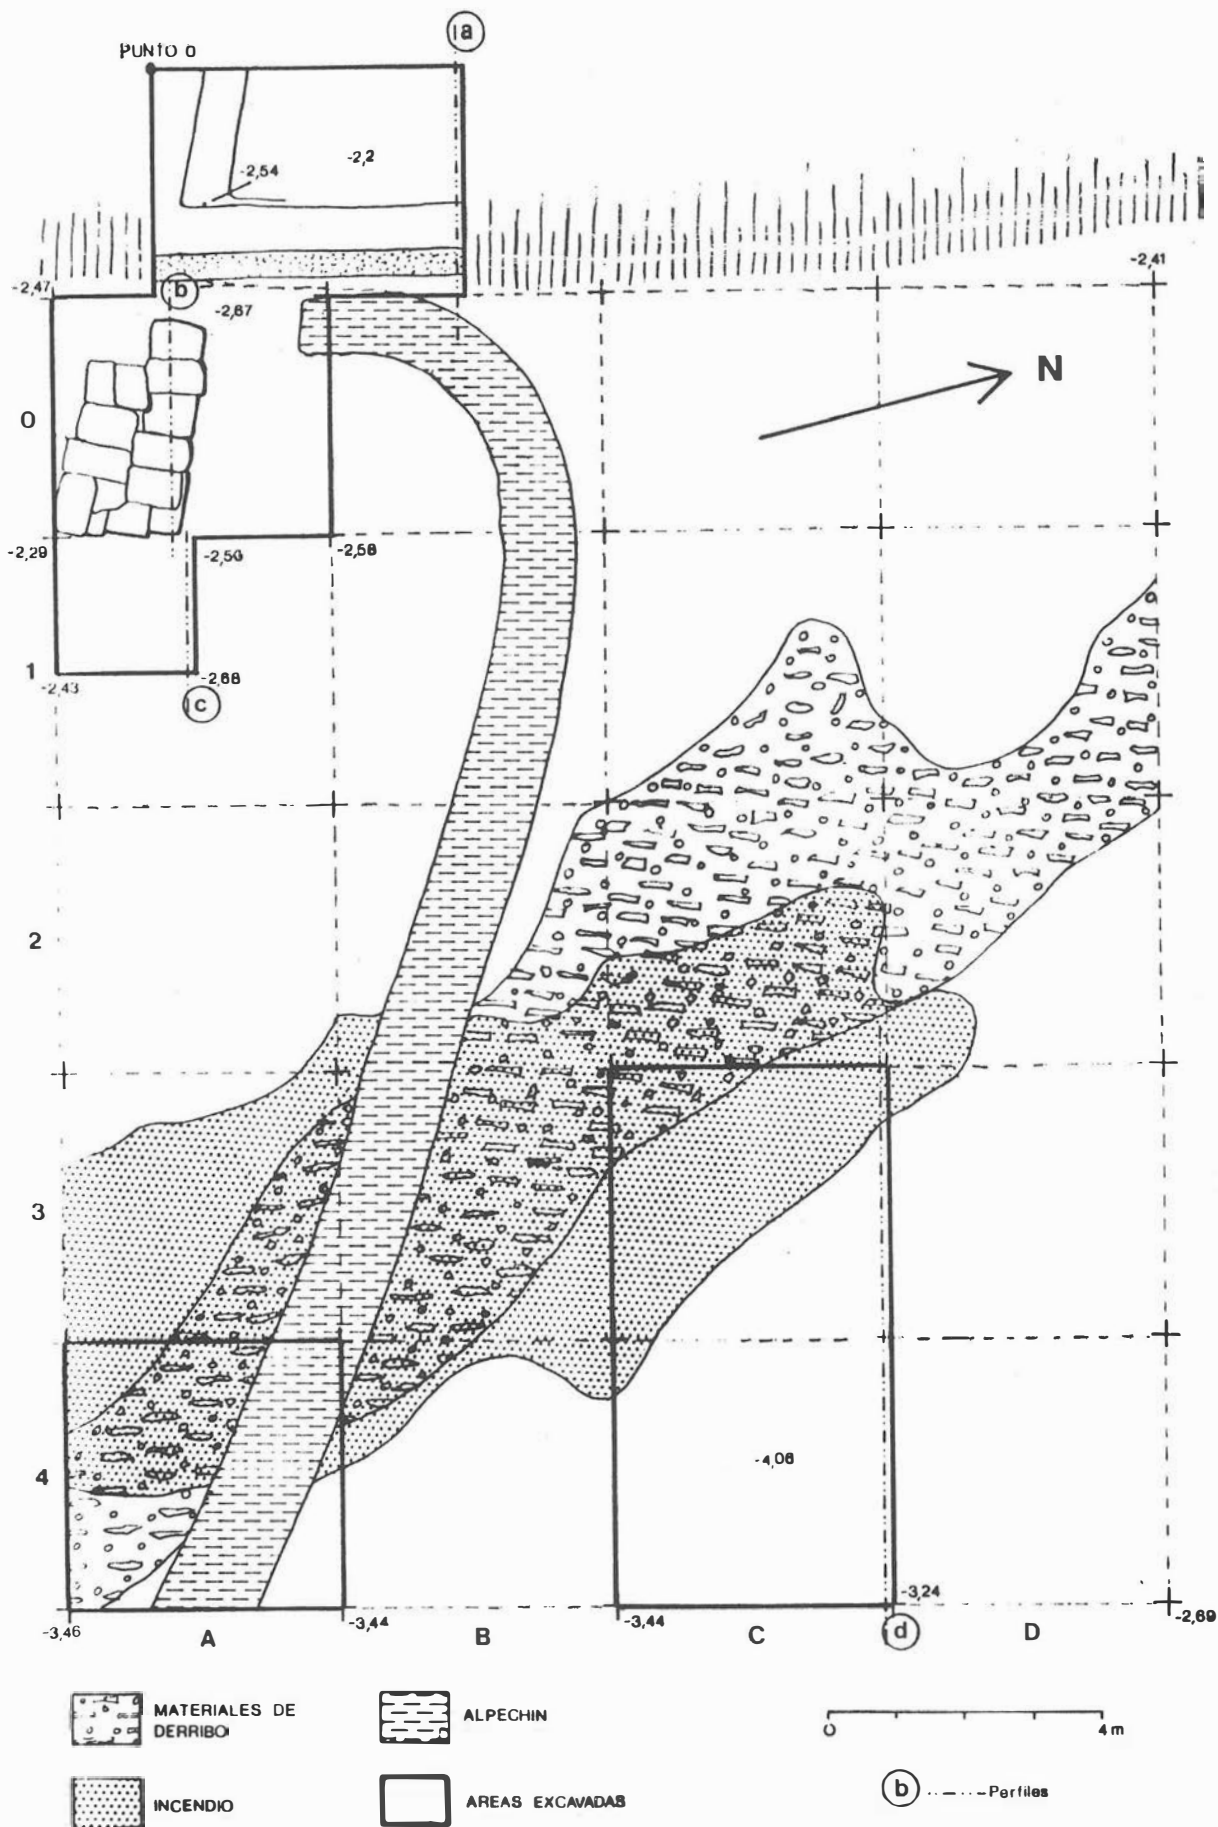 a
PUNTO 0
-2,2
-2,54
-2,41
-2,47
b
-2,67
N
0
-2,29
-2,50
-2,58
1
-2,43
-2,68
c
2
3
4
-4,06
-3,24
-3,46
A
-3,44
B
-3,44
C
d
D
-2,69
MATERIALES DE
DERRIBO
ALPECHIN
0
4m
INCENDIO
AREAS EXCAVADAS
b
Perfiles